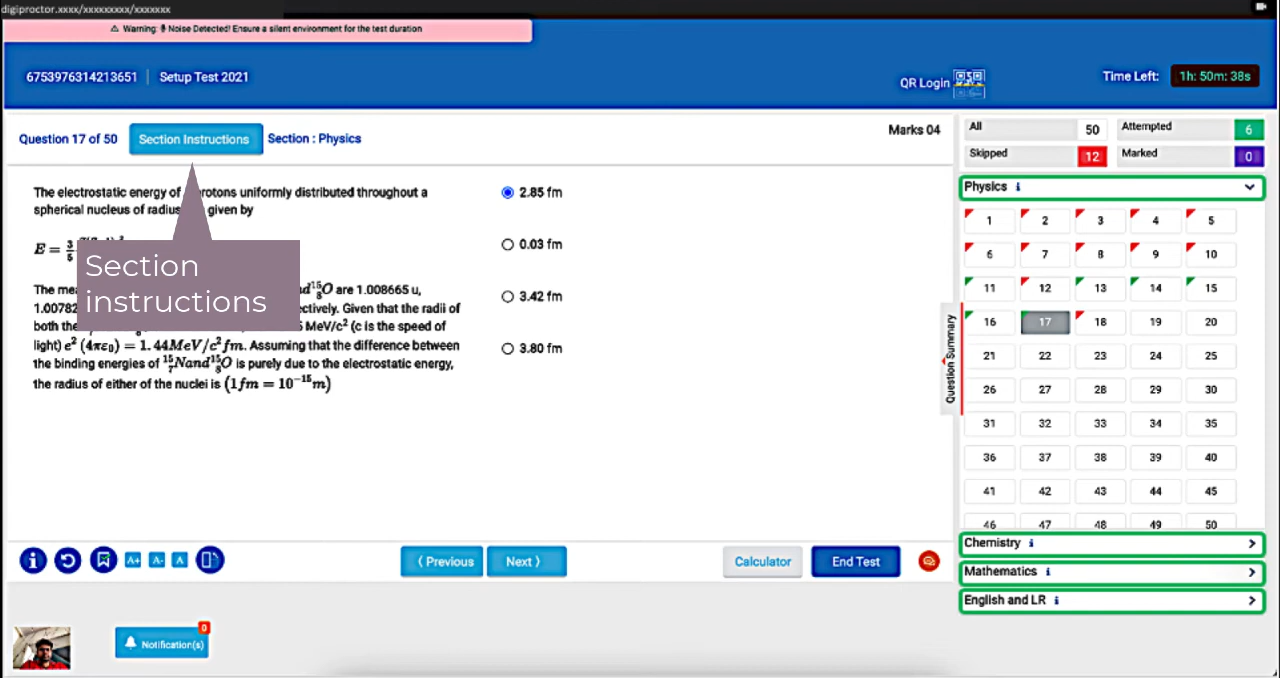 digiproctor.xxxx/xxxxxxxxx/xxxxxxx
Warning: Noise Detected! Ensure a silent environment for the test duration
6753976314213651 | Setup Test 2021
QR Login
Time Left: 1h: 50m: 38s
Question 17 of 50 Section Instructions Section : Physics
Marks 04
The electrostatic energy of protons uniformly distributed throughout a
spherical nucleus of radius given by
E = 3/5
Section
instructions
The
nd ¹⁵₈O are 1.008665 u,
1.00782 ctively. Given that the radii of
both the MeV/c² (c is the speed of
light) e² (4πε₀) = 1.44MeV/c² fm. Assuming that the difference between
the binding energies of ¹⁵₇Nand¹⁵₈O is purely due to the electrostatic energy,
the radius of either of the nuclei is (1fm = 10⁻¹⁵m)
2.85 fm
0.03 fm
3.42 fm
3.80 fm
All 50 Attempted 6
Skipped 12 Marked 0
Physics i
1 2 3 4 5
6 7 8 9 10
11 12 13 14 15
16 17 18 19 20
21 22 23 24 25
26 27 28 29 30
31 32 33 34 35
36 37 38 39 40
41 42 43 44 45
46 47 48 49 50
Question Summary
Chemistry i
Mathematics i
English and LR i
A+ A- A
Previous Next
Calculator End Test
Notification(s) 0